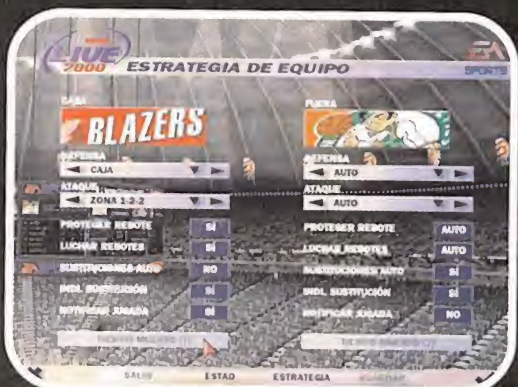 LIVE
2000
ESTRATEGIA DE EQUIPO
EA
SPORTS
CASA
BLAZERS
DEFENSA
CAJA
ATAQUE
ZONA 1-2-2
PROTEGER REBOTE SÍ
LUCHAR REBOTES SÍ
SUSTITUCIONES AUTO NO
INDI. SUSTITUCIÓN SÍ
NOTIFICAR JUGADA SÍ
FUERA
DEFENSA
AUTO
ATAQUE
AUTO
PROTEGER REBOTE AUTO
LUCHAR REBOTES AUTO
SUSTITUCIONES AUTO SÍ
INDI. SUSTITUCIÓN SÍ
NOTIFICAR JUGADA NO
SALIR ESTAD ESTRATEGIA